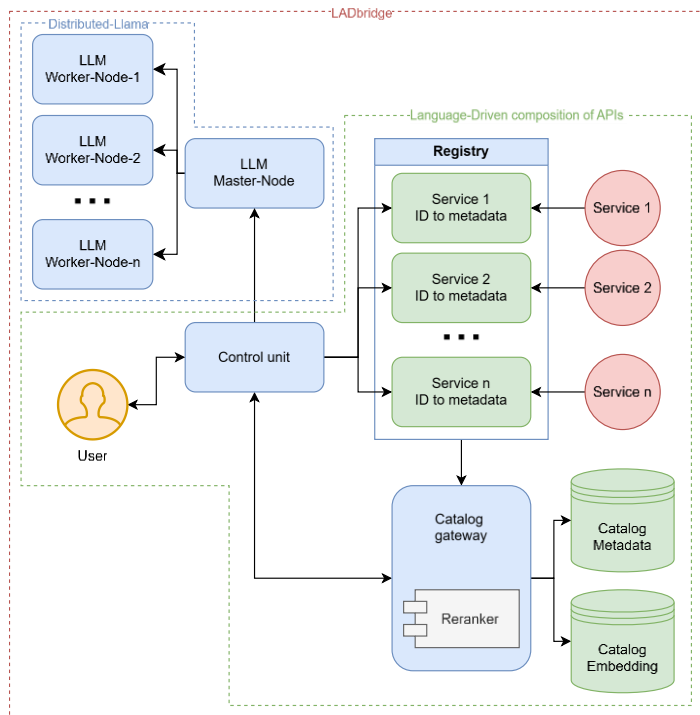 LADbridge
Distributed-Llama
LLM
Worker-Node-1
LLM
Worker-Node-2
LLM
Worker-Node-n
LLM
Master-Node
Language-Driven composition of APIs
Registry
Service 1
ID to metadata
Service 1
Service 2
ID to metadata
Service 2
Service n
ID to metadata
Service n
Control unit
User
Catalog
gateway
Reranker
Catalog
Metadata
Catalog
Embedding